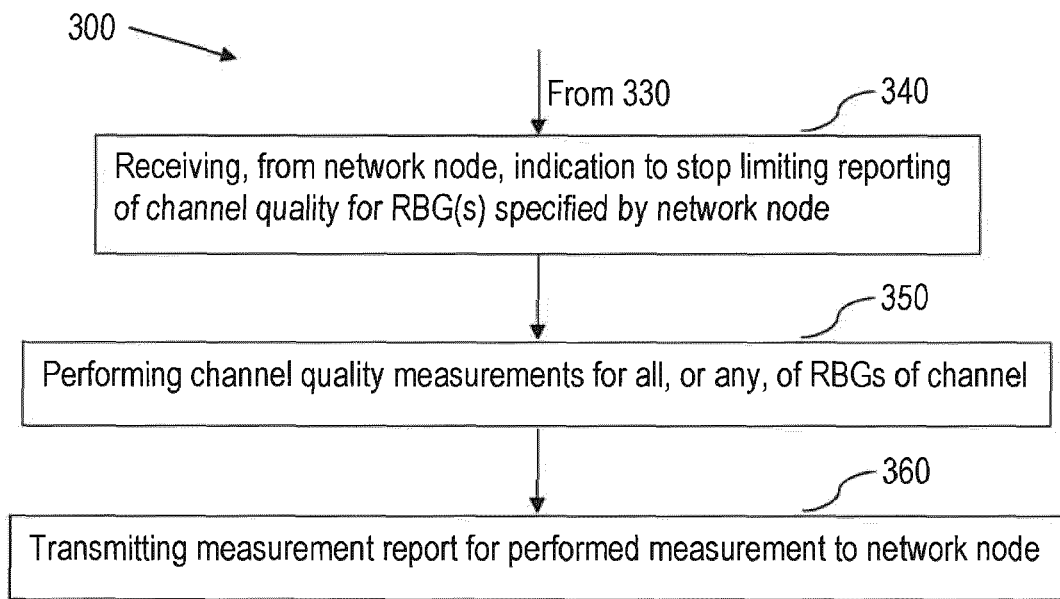 300
From 330
340
Receiving, from network node, indication to stop limiting reporting
of channel quality for RBG(s) specified by network node
350
Performing channel quality measurements for all, or any, of RBGs of channel
360
Transmitting measurement report for performed measurement to network node